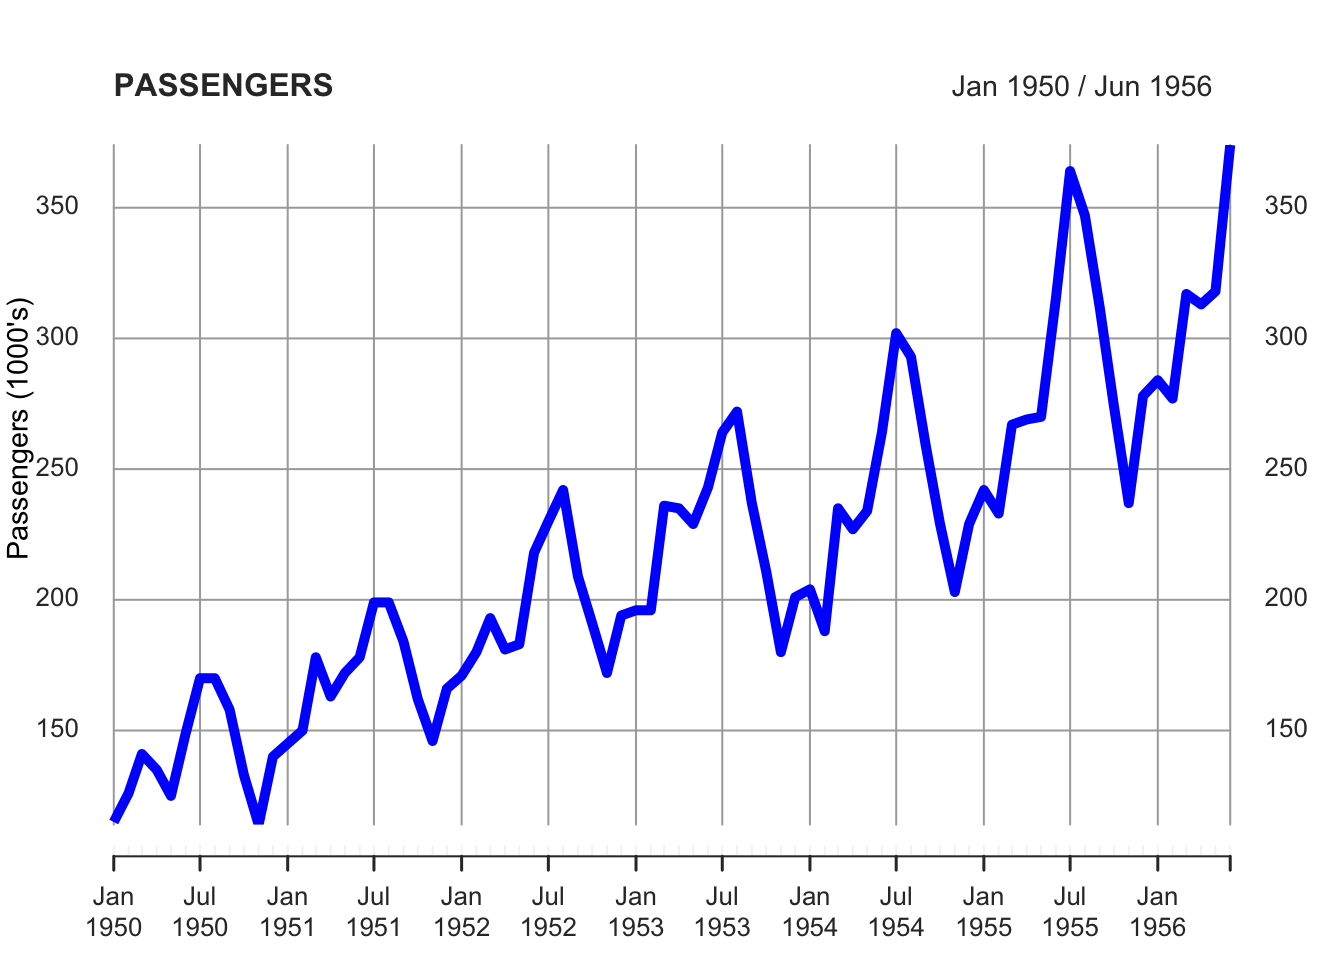 PASSENGERS
Jan 1950 / Jun 1956
Passengers (1000's)
350
300
250
200
150
350
300
250
200
150
Jan 1950
Jul 1950
Jan 1951
Jul 1951
Jan 1952
Jul 1952
Jan 1953
Jul 1953
Jan 1954
Jul 1954
Jan 1955
Jul 1955
Jan 1956